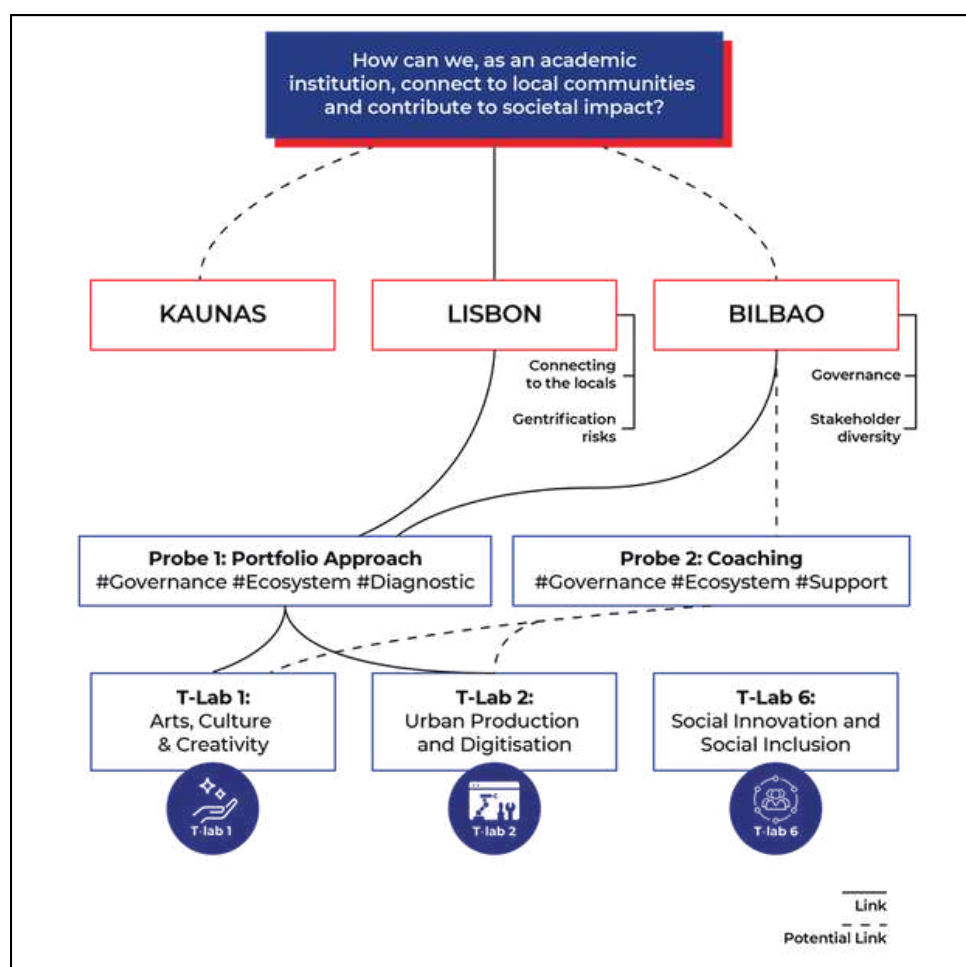 How can we, as an academic
institution, connect to local communities
and contribute to societal impact?
KAUNAS
LISBON
BILBAO
Connecting
to the locals
Gentrification
risks
Governance
Stakeholder
diversity
Probe 1: Portfolio Approach
#Governance #Ecosystem #Diagnostic
Probe 2: Coaching
#Governance #Ecosystem #Support
T-Lab 1:
Arts, Culture
& Creativity
T-lab 1
T-Lab 2:
Urban Production
and Digitisation
T-lab 2
T-Lab 6:
Social Innovation and
Social Inclusion
T-lab 6
Link
Potential Link